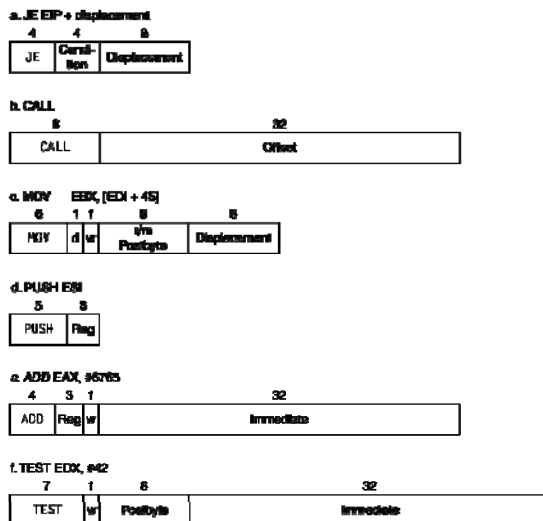 a. JE EIP + displacement
4 4 8
JE Condi- tion Displacement
b. CALL
8 32
CALL Offset
c. MOV EBX, [EDI + 45]
6 1 1 8 8
MOV d w r/m Postbyte Displacement
d. PUSH ESI
5 3
PUSH Reg
e. ADD EAX, #6765
4 3 1 32
ADD Reg w Immediate
f. TEST EDX, #42
7 1 8 32
TEST w Postbyte Immediate